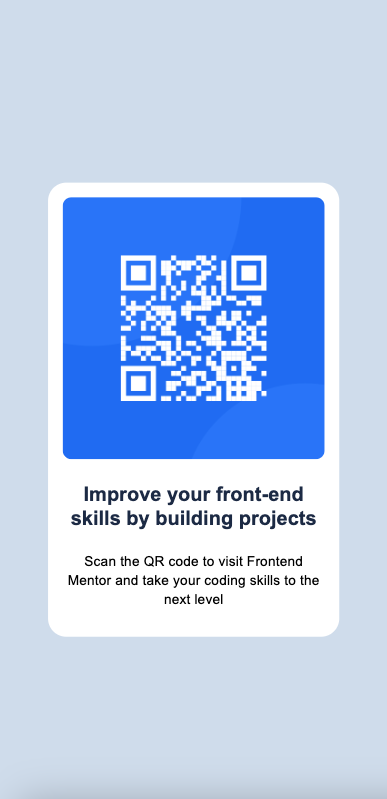 Improve your front-end
skills by building projects
Scan the QR code to visit Frontend
Mentor and take your coding skills to the
next level